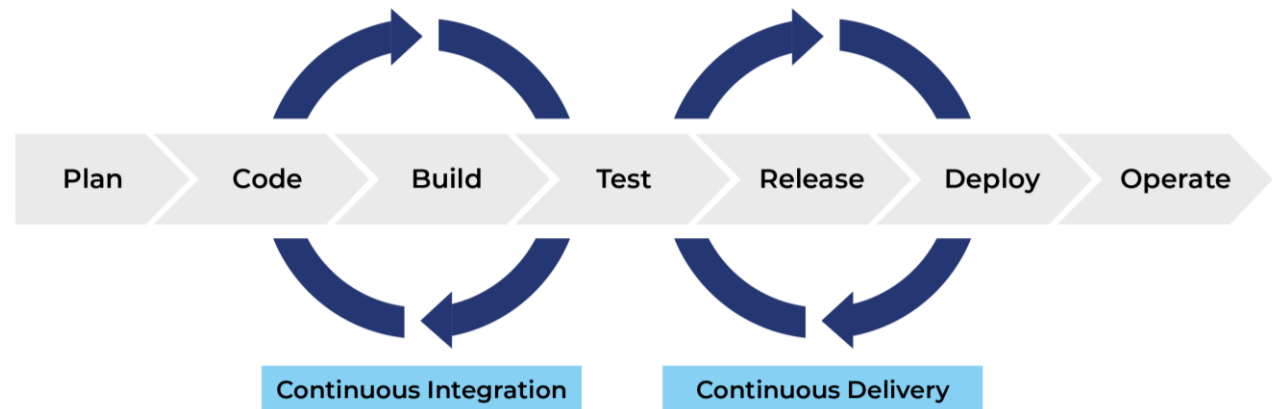 Plan
Code
Build
Test
Release
Deploy
Operate
Continuous Integration
Continuous Delivery